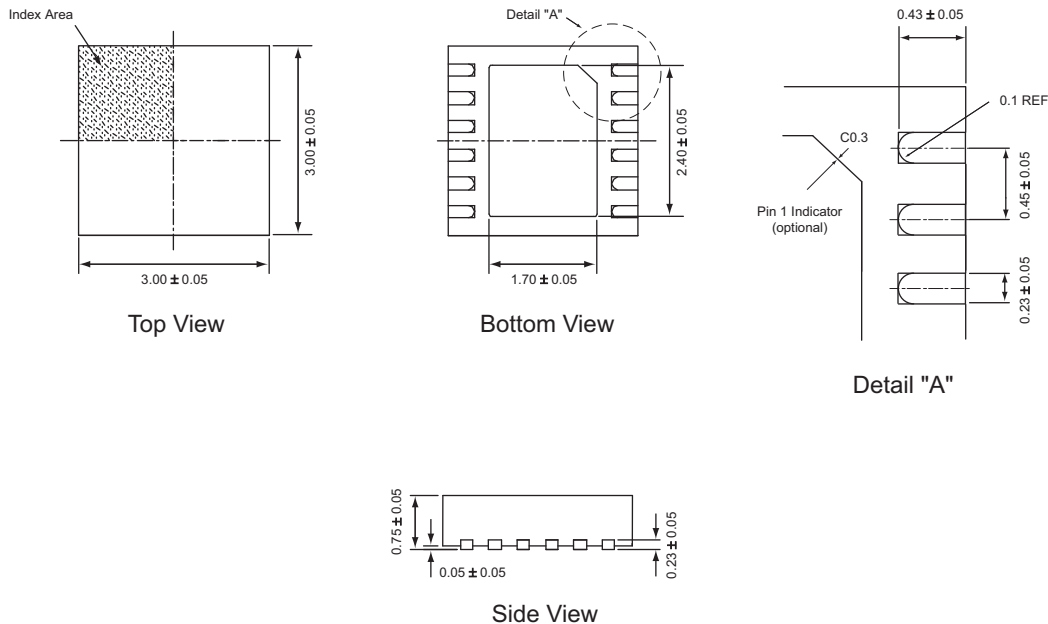 Index Area
3.00 ± 0.05
3.00 ± 0.05
Top View
Detail "A"
2.40 ± 0.05
1.70 ± 0.05
Bottom View
0.43 ± 0.05
0.1 REF
C0.3
0.45 ± 0.05
Pin 1 Indicator
(optional)
0.23 ± 0.05
Detail "A"
0.75 ± 0.05
0.05 ± 0.05
0.23 ± 0.05
Side View